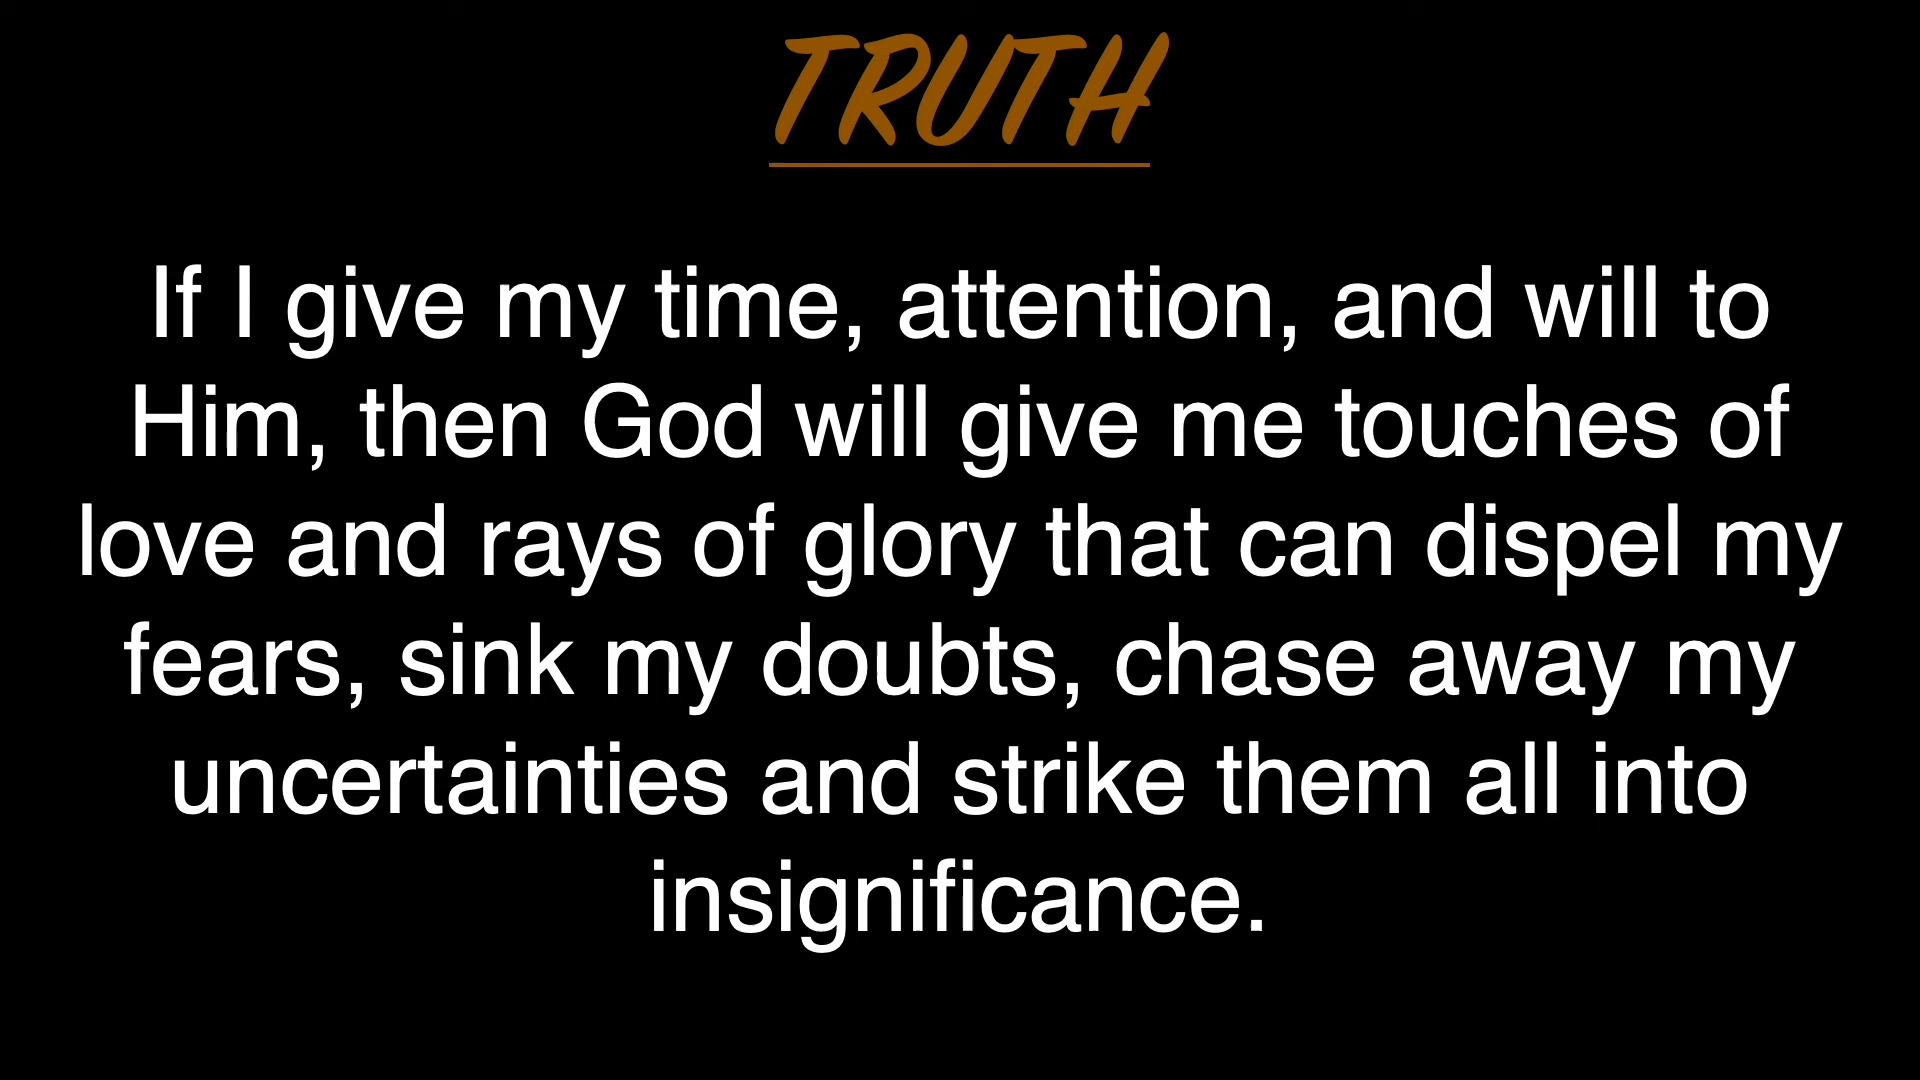 TRUTH
If I give my time, attention, and will to
Him, then God will give me touches of
love and rays of glory that can dispel my
fears, sink my doubts, chase away my
uncertainties and strike them all into
insignificance.